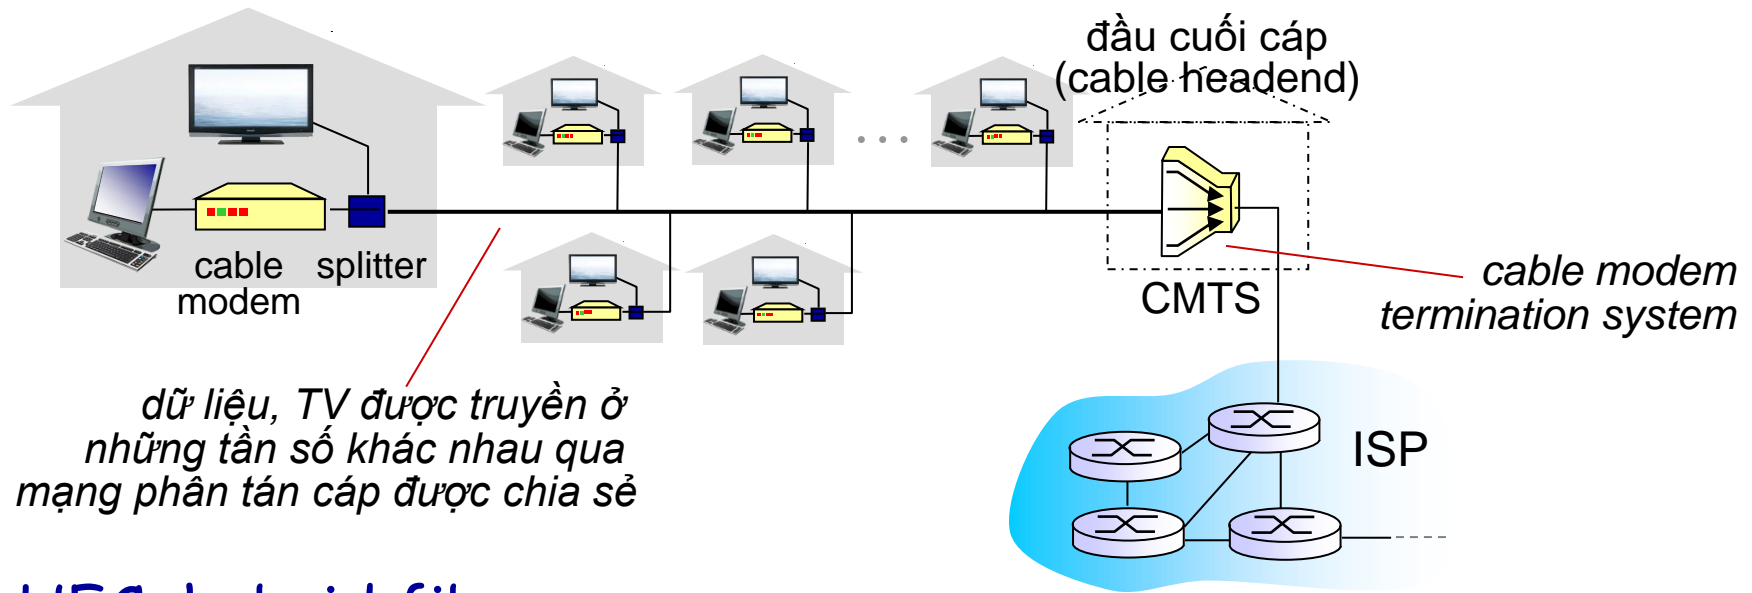 đầu cuối cáp
(cable headend)
cable
modem
splitter
CMTS
cable modem
termination system
dữ liệu, TV được truyền ở
những tần số khác nhau qua
mạng phân tán cáp được chia sẻ
ISP